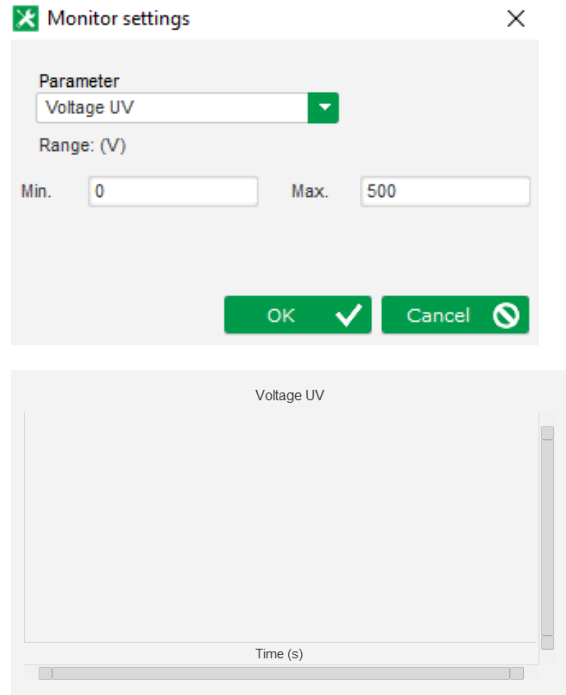 Monitor settings
Parameter
Voltage UV
Range: (V)
Min. 0 Max. 500
OK Cancel
Voltage UV
Time (s)